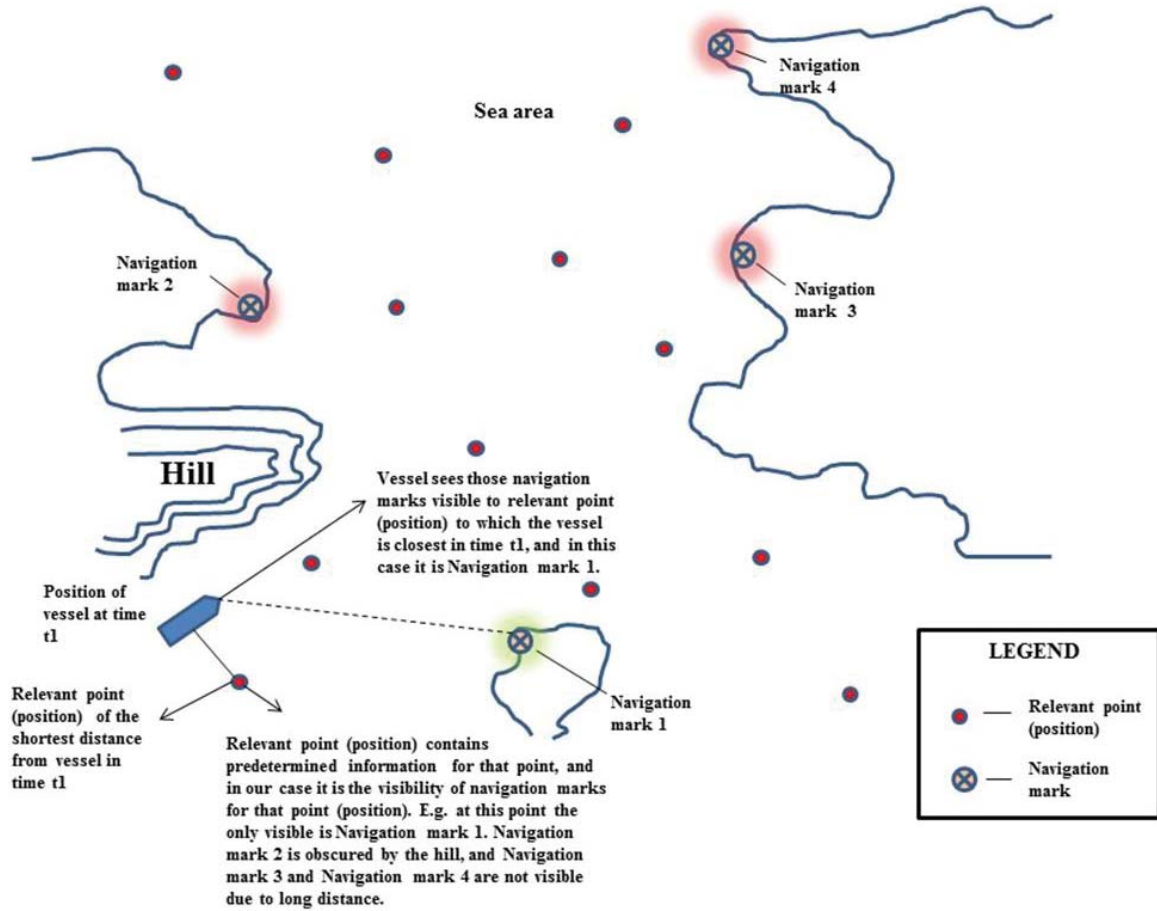 Navigation
mark 4
Sea area
Navigation
mark 2
Navigation
mark 3
Hill
Vessel sees those navigation
marks visible to relevant point
(position) to which the vessel
is closest in time t1, and in this
case it is Navigation mark 1.
Position of
vessel at time
t1
Relevant point
(position) of the
shortest distance
from vessel in
time t1
Navigation
mark 1
Relevant point (position) contains
predetermined information for that point, and
in our case it is the visibility of navigation marks
for that point (position). E.g. at this point the
only visible is Navigation mark 1. Navigation
mark 2 is obscured by the hill, and Navigation
mark 3 and Navigation mark 4 are not visible
due to long distance.
LEGEND
Relevant point
(position)
Navigation
mark